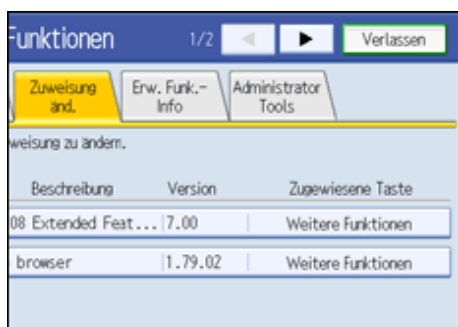 Funktionen 1/2 Verlassen
Zuweisung änd. Erw. Funk.- Info Administrator Tools
weisung zu ändern.
Beschreibung Version Zugewiesene Taste
08 Extended Feat... 7.00 Weitere Funktionen
browser 1.79.02 Weitere Funktionen